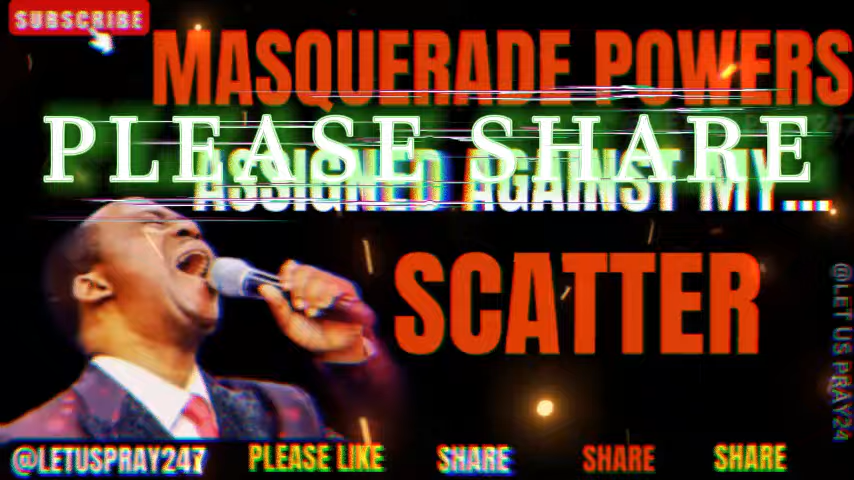 SUBSCRIBE
MASQUERADE POWERS
PLEASE SHARE
ASSIGNED AGAINST MY...
SCATTER
@LET US PRAY24
@LETUSPRAY247 PLEASE LIKE SHARE SHARE SHARE